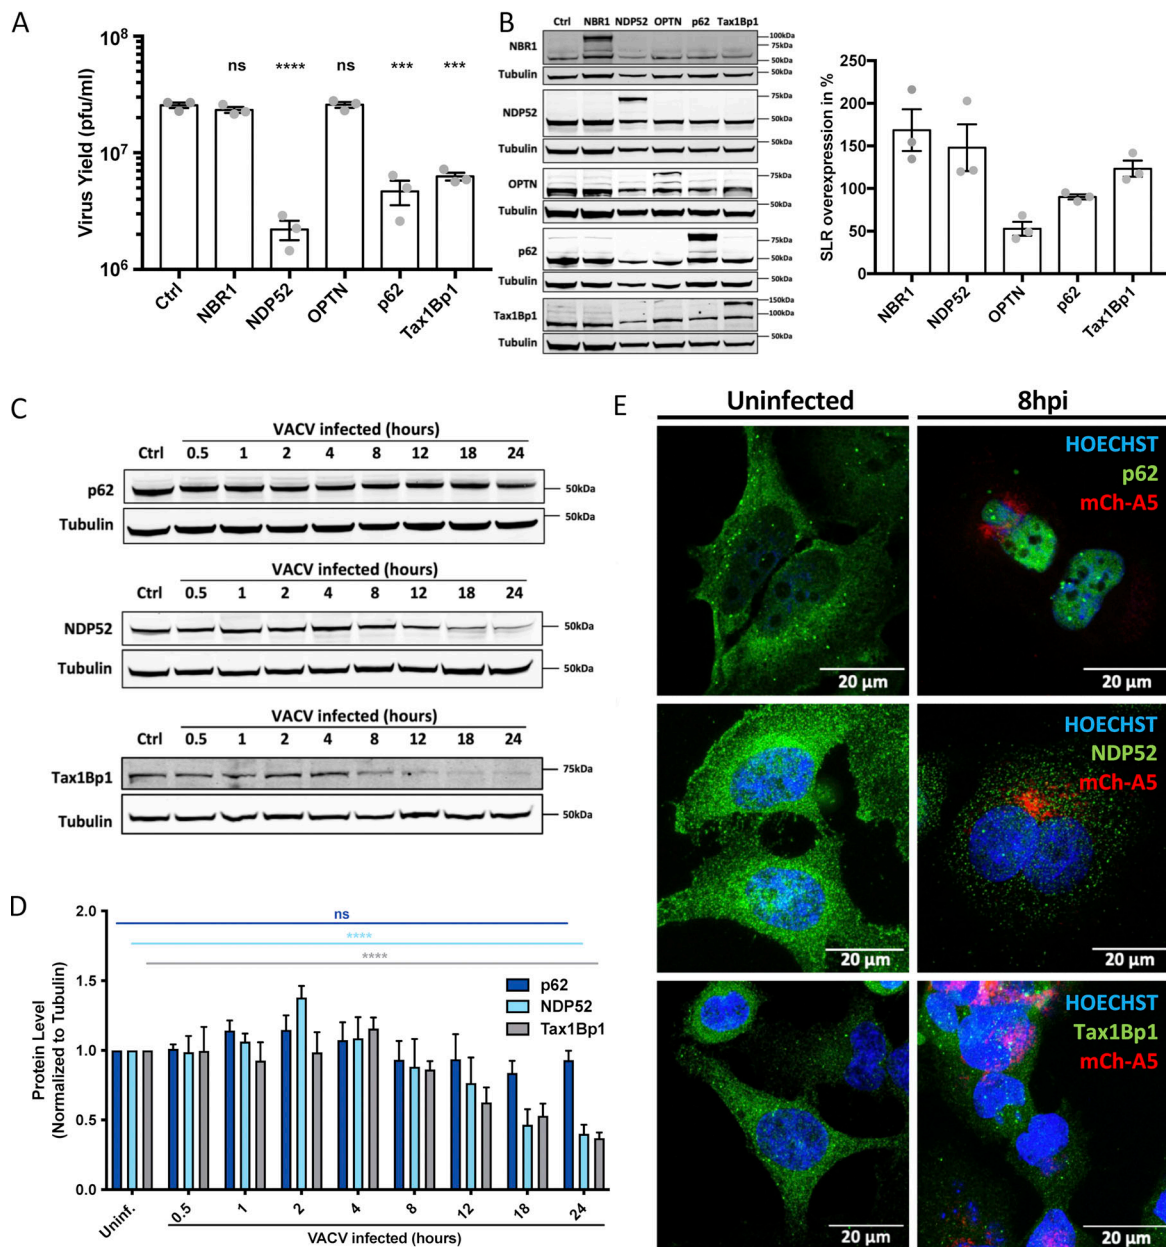 A
Virus Yield (pfu/ml)
10⁸
10⁷
10⁶
ns
****
ns
***
***
Ctrl
NBR1
NDP52
OPTN
p62
Tax1Bp1
B
Ctrl NBR1 NDP52 OPTN p62 Tax1Bp1
NBR1
100kDa
75kDa
50kDa
Tubulin
50kDa
NDP52
75kDa
50kDa
Tubulin
50kDa
OPTN
75kDa
50kDa
Tubulin
50kDa
p62
75kDa
50kDa
Tubulin
50kDa
Tax1Bp1
150kDa
100kDa
75kDa
Tubulin
50kDa
SLR overexpression in %
250
200
150
100
50
0
NBR1
NDP52
OPTN
p62
Tax1Bp1
C
VACV infected (hours)
Ctrl 0.5 1 2 4 8 12 18 24
p62
50kDa
Tubulin
50kDa
VACV infected (hours)
Ctrl 0.5 1 2 4 8 12 18 24
NDP52
50kDa
Tubulin
50kDa
VACV infected (hours)
Ctrl 0.5 1 2 4 8 12 18 24
Tax1Bp1
75kDa
Tubulin
50kDa
D
Protein Level
(Normalized to Tubulin)
2.0
1.5
1.0
0.5
0.0
ns
****
****
p62
NDP52
Tax1Bp1
Uninf.
0.5
1
2
4
8
12
18
24
VACV infected (hours)
E
Uninfected
8hpi
HOECHST
p62
mCh-A5
20 µm
20 µm
HOECHST
NDP52
mCh-A5
20 µm
20 µm
HOECHST
Tax1Bp1
mCh-A5
20 µm
20 µm